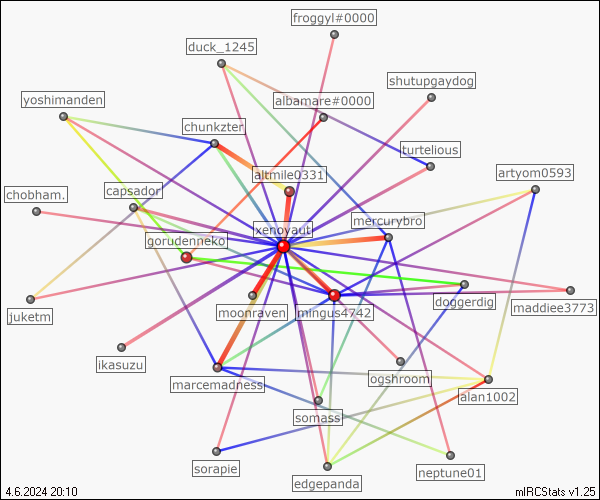 froggyl#0000
duck_1245
shutupgaydog
yoshimanden
albamare#0000
chunkzter
turtelious
altmile0331
artyom0593
chobham.
capsador
mercurybro
xenoyaut
gorudenneko
doggerdig
maddiee3773
juketm
moonraven
mingus4742
ikasuzu
ogshroom
marcemadness
alan1002
somass
sorapie
neptune01
edgepanda
4.6.2024 20:10
mIRCStats v1.25